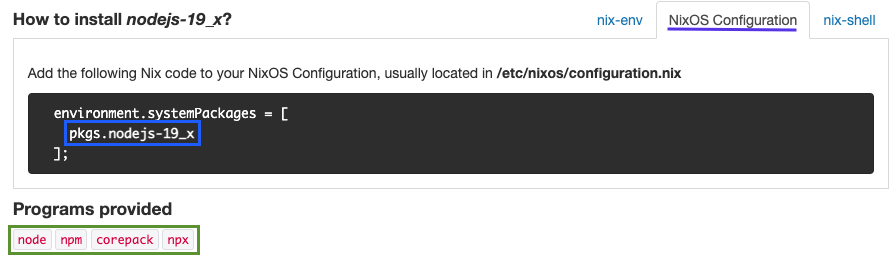 How to install nodejs-19_x?
nix-env NixOS Configuration nix-shell
Add the following Nix code to your NixOS Configuration, usually located in /etc/nixos/configuration.nix
environment.systemPackages = [
pkgs.nodejs-19_x
];
Programs provided
node npm corepack npx